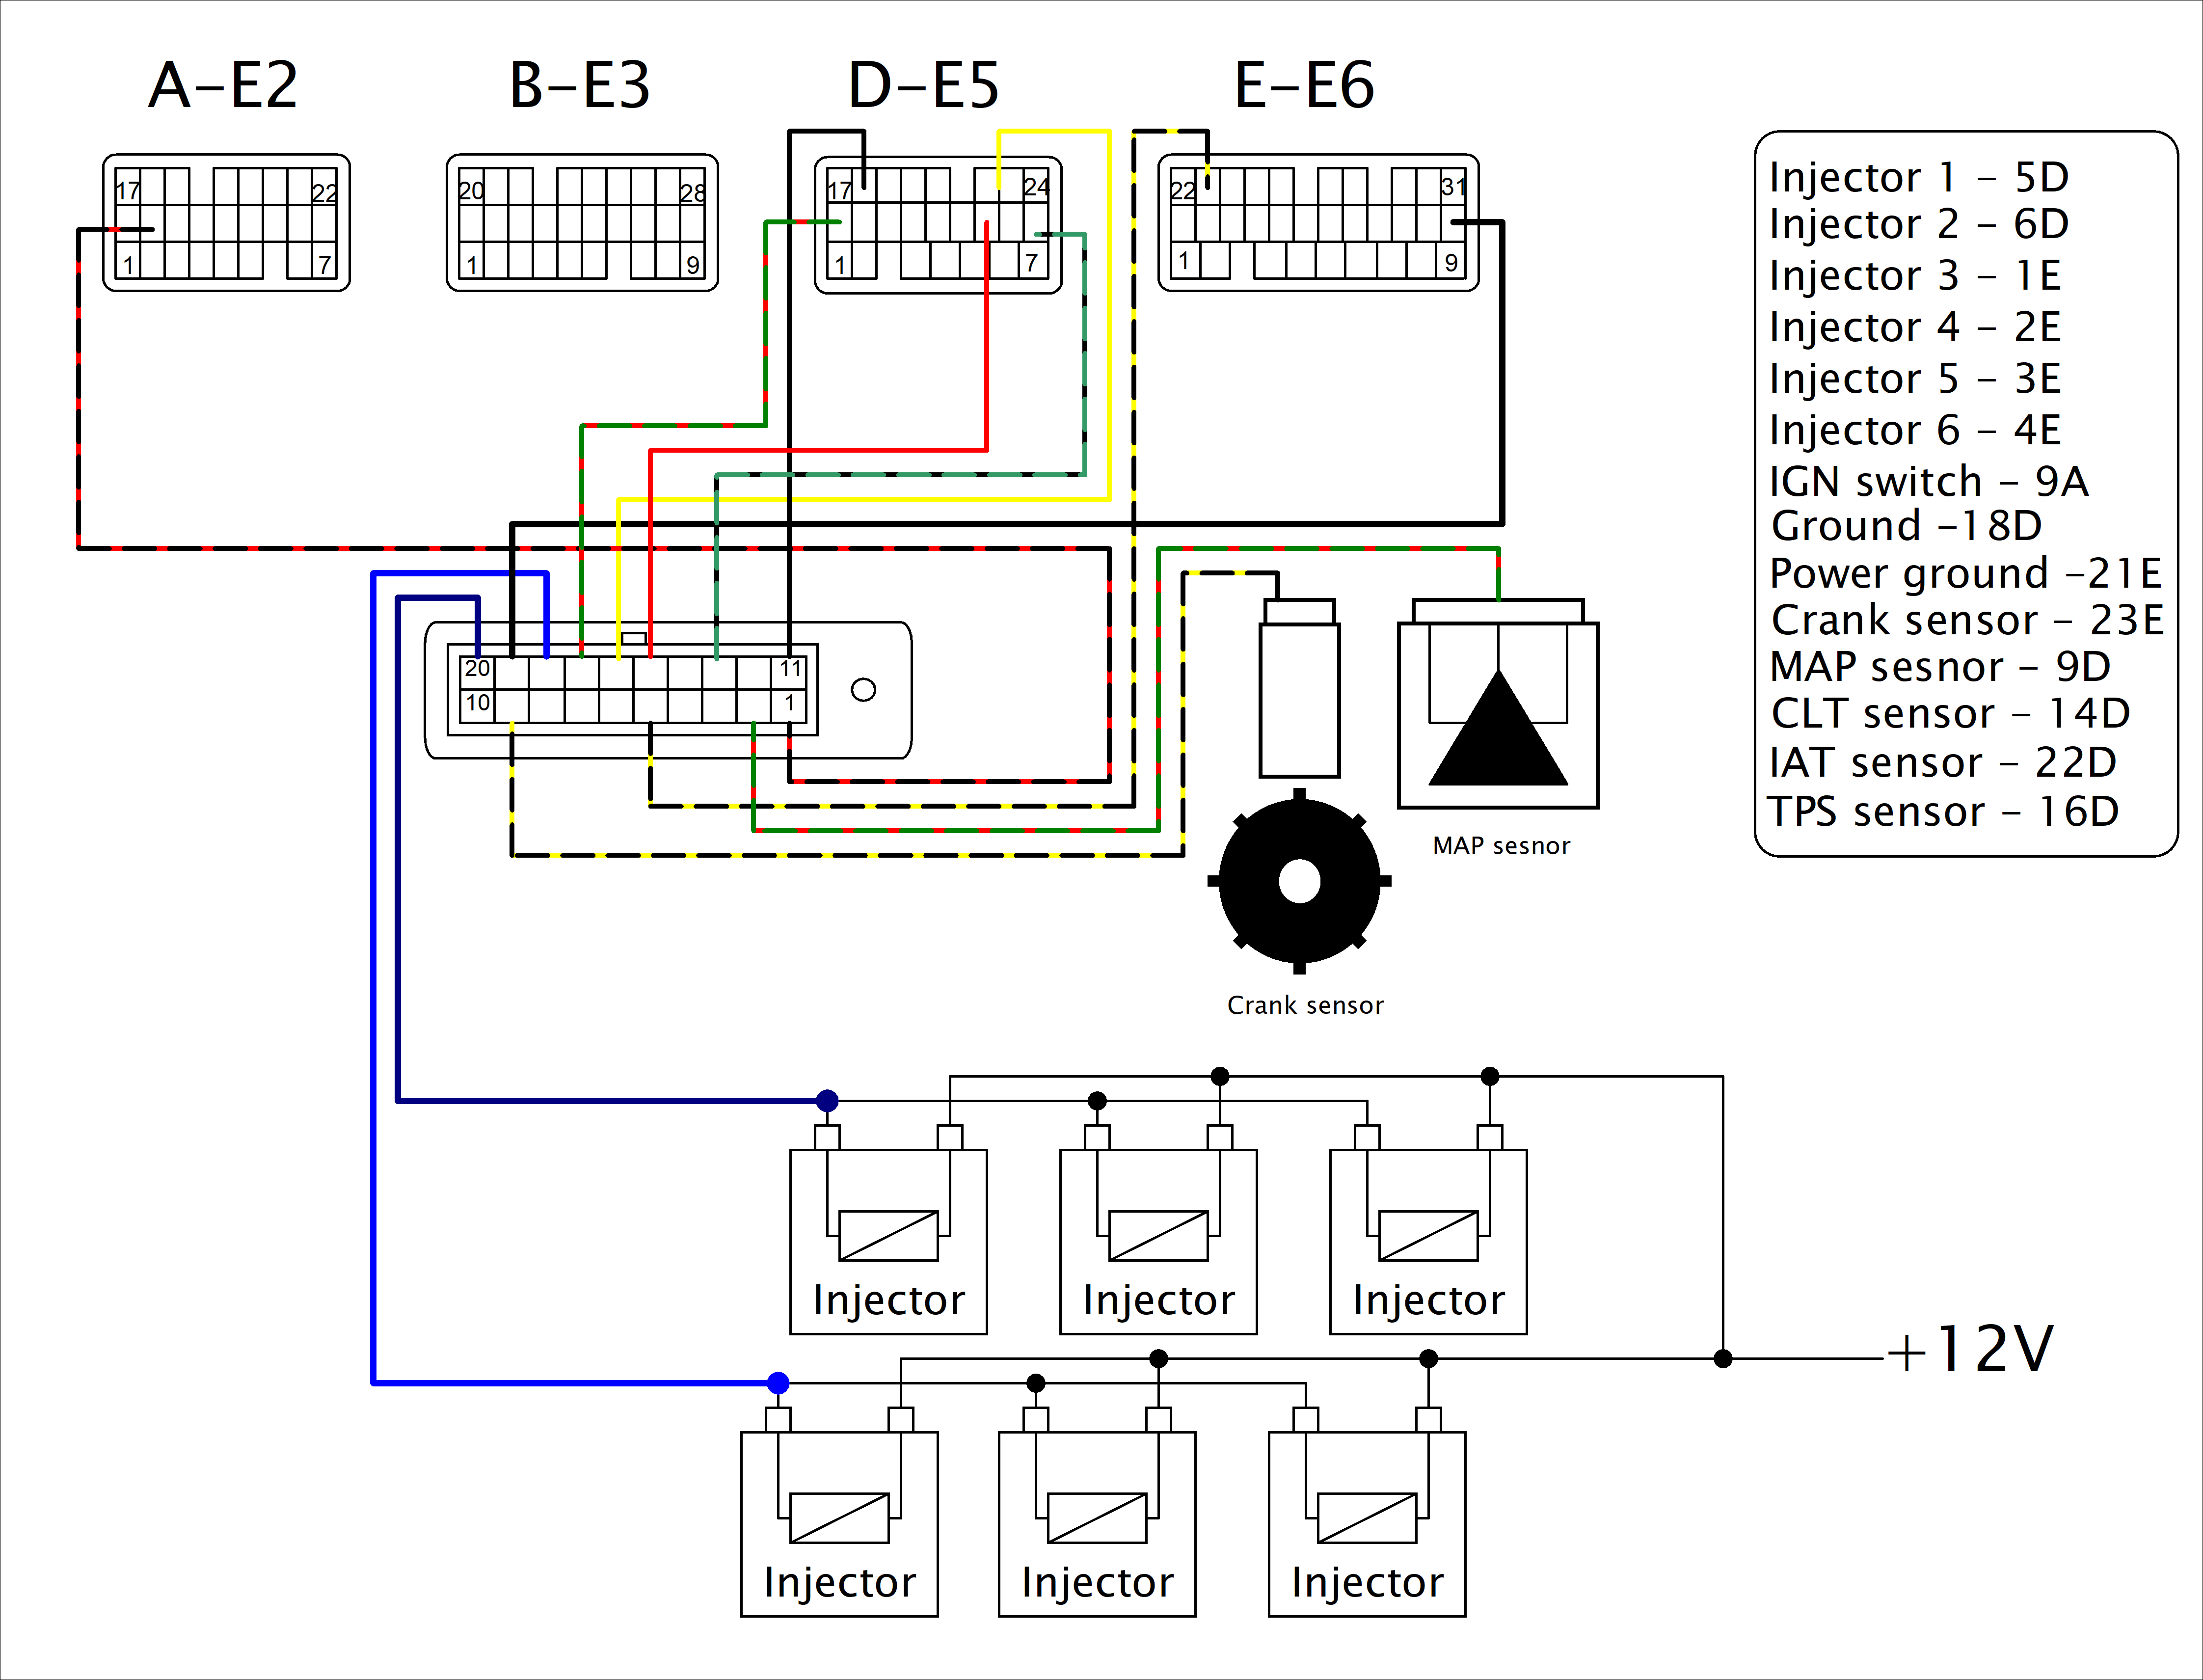 A-E2
B-E3
D-E5
E-E6
17
22
1
7
20
28
1
9
17
24
1
7
22
31
1
9
Injector 1 - 5D
Injector 2 - 6D
Injector 3 - 1E
Injector 4 - 2E
Injector 5 - 3E
Injector 6 - 4E
IGN switch - 9A
Ground -18D
Power ground -21E
Crank sensor - 23E
MAP sesnor - 9D
CLT sensor - 14D
IAT sensor - 22D
TPS sensor - 16D
20
11
10
1
MAP sesnor
Crank sensor
Injector
Injector
Injector
+12V
Injector
Injector
Injector